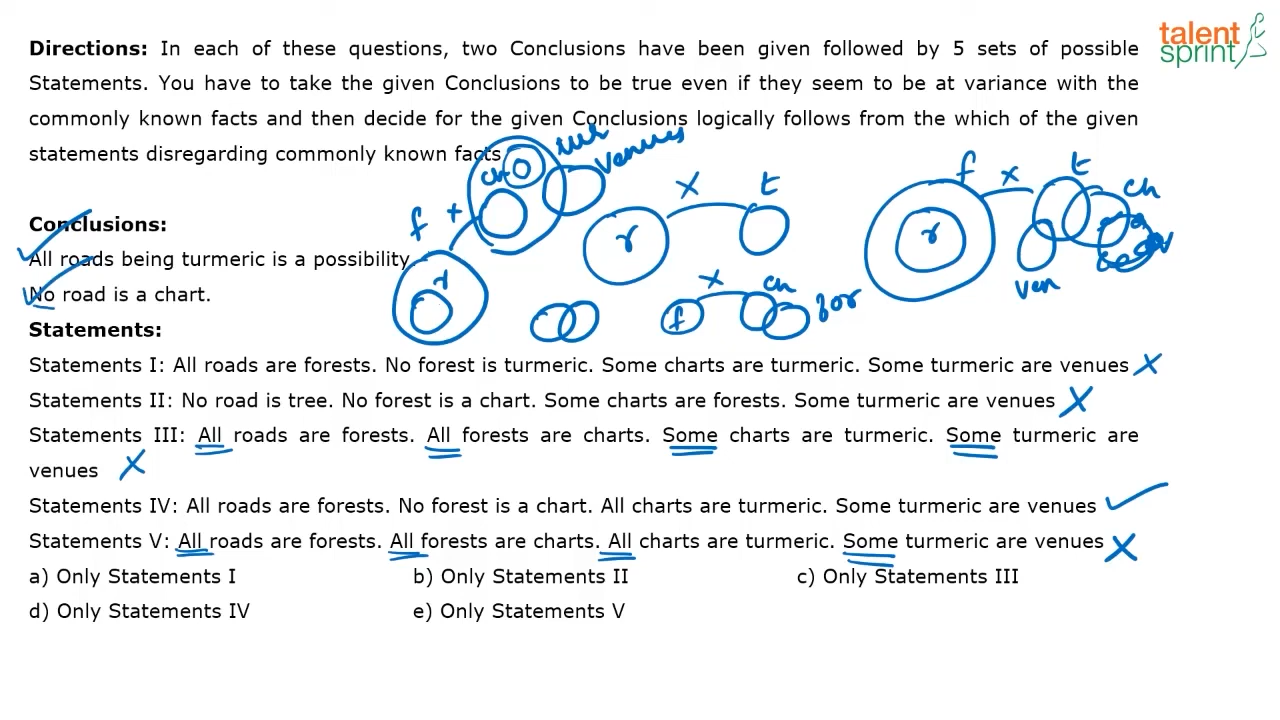 talent
sprint
Directions: In each of these questions, two Conclusions have been given followed by 5 sets of possible
Statements. You have to take the given Conclusions to be true even if they seem to be at variance with the
commonly known facts and then decide for the given Conclusions logically follows from the which of the given
statements disregarding commonly known facts
venues
ch
f +
r
r
x
t
f x t
ch
r
ven
x
f
ch
for
Conclusions:
All roads being turmeric is a possibility
No road is a chart.
Statements:
Statements I: All roads are forests. No forest is turmeric. Some charts are turmeric. Some turmeric are venues
Statements II: No road is tree. No forest is a chart. Some charts are forests. Some turmeric are venues
Statements III: All roads are forests. All forests are charts. Some charts are turmeric. Some turmeric are
venues
Statements IV: All roads are forests. No forest is a chart. All charts are turmeric. Some turmeric are venues
Statements V: All roads are forests. All forests are charts. All charts are turmeric. Some turmeric are venues
a) Only Statements I b) Only Statements II c) Only Statements III
d) Only Statements IV e) Only Statements V